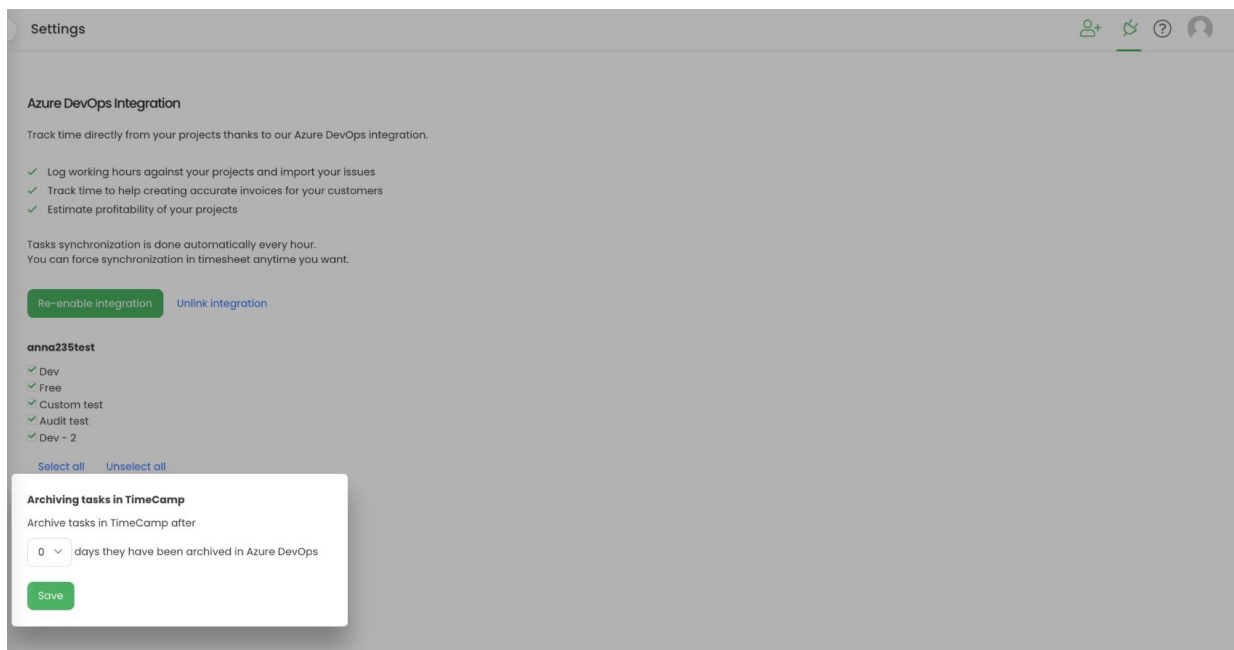 Settings
Azure DevOps Integration
Track time directly from your projects thanks to our Azure DevOps integration.
Log working hours against your projects and import your issues
Track time to help creating accurate invoices for your customers
Estimate profitability of your projects
Tasks synchronization is done automatically every hour.
You can force synchronization in timesheet anytime you want.
Re-enable integration Unlink integration
anna235test
Dev
Free
Custom test
Audit test
Dev - 2
Select all Unselect all
Archiving tasks in TimeCamp
Archive tasks in TimeCamp after
0 days they have been archived in Azure DevOps
Save